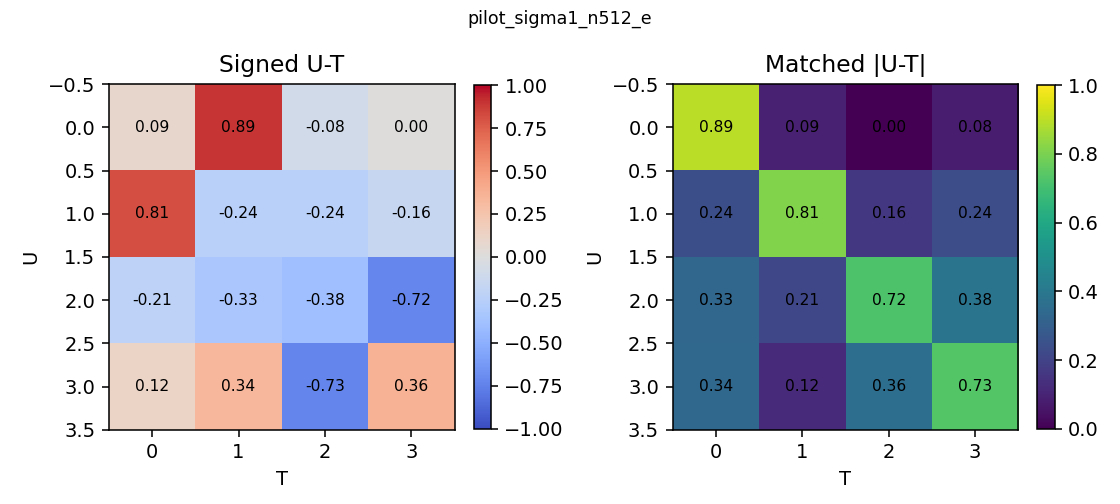 pilot_sigma1_n512_e
Signed U-T
−0.5
0.0
0.5
1.0
1.5
2.0
2.5
3.0
3.5
U
0.09 0.89 -0.08 0.00
0.81 -0.24 -0.24 -0.16
-0.21 -0.33 -0.38 -0.72
0.12 0.34 -0.73 0.36
0 1 2 3
T
1.00
0.75
0.50
0.25
0.00
−0.25
−0.50
−0.75
−1.00
Matched |U-T|
−0.5
0.0
0.5
1.0
1.5
2.0
2.5
3.0
3.5
U
0.89 0.09 0.00 0.08
0.24 0.81 0.16 0.24
0.33 0.21 0.72 0.38
0.34 0.12 0.36 0.73
0 1 2 3
T
1.0
0.8
0.6
0.4
0.2
0.0